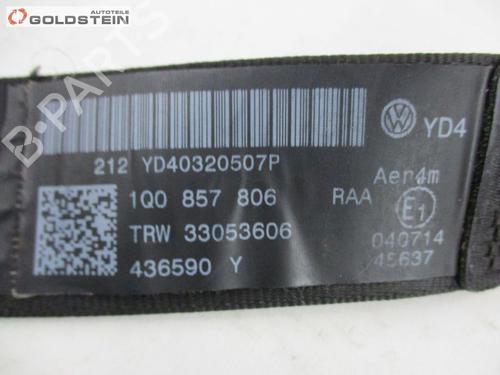 AUTOTEILE
GOLDSTEIN
B-PARTS
YD4
212 YD40320507P
Aer4m
1Q0 857 806
RAA
E1
TRW 33053606
040714
436590 Y
45637